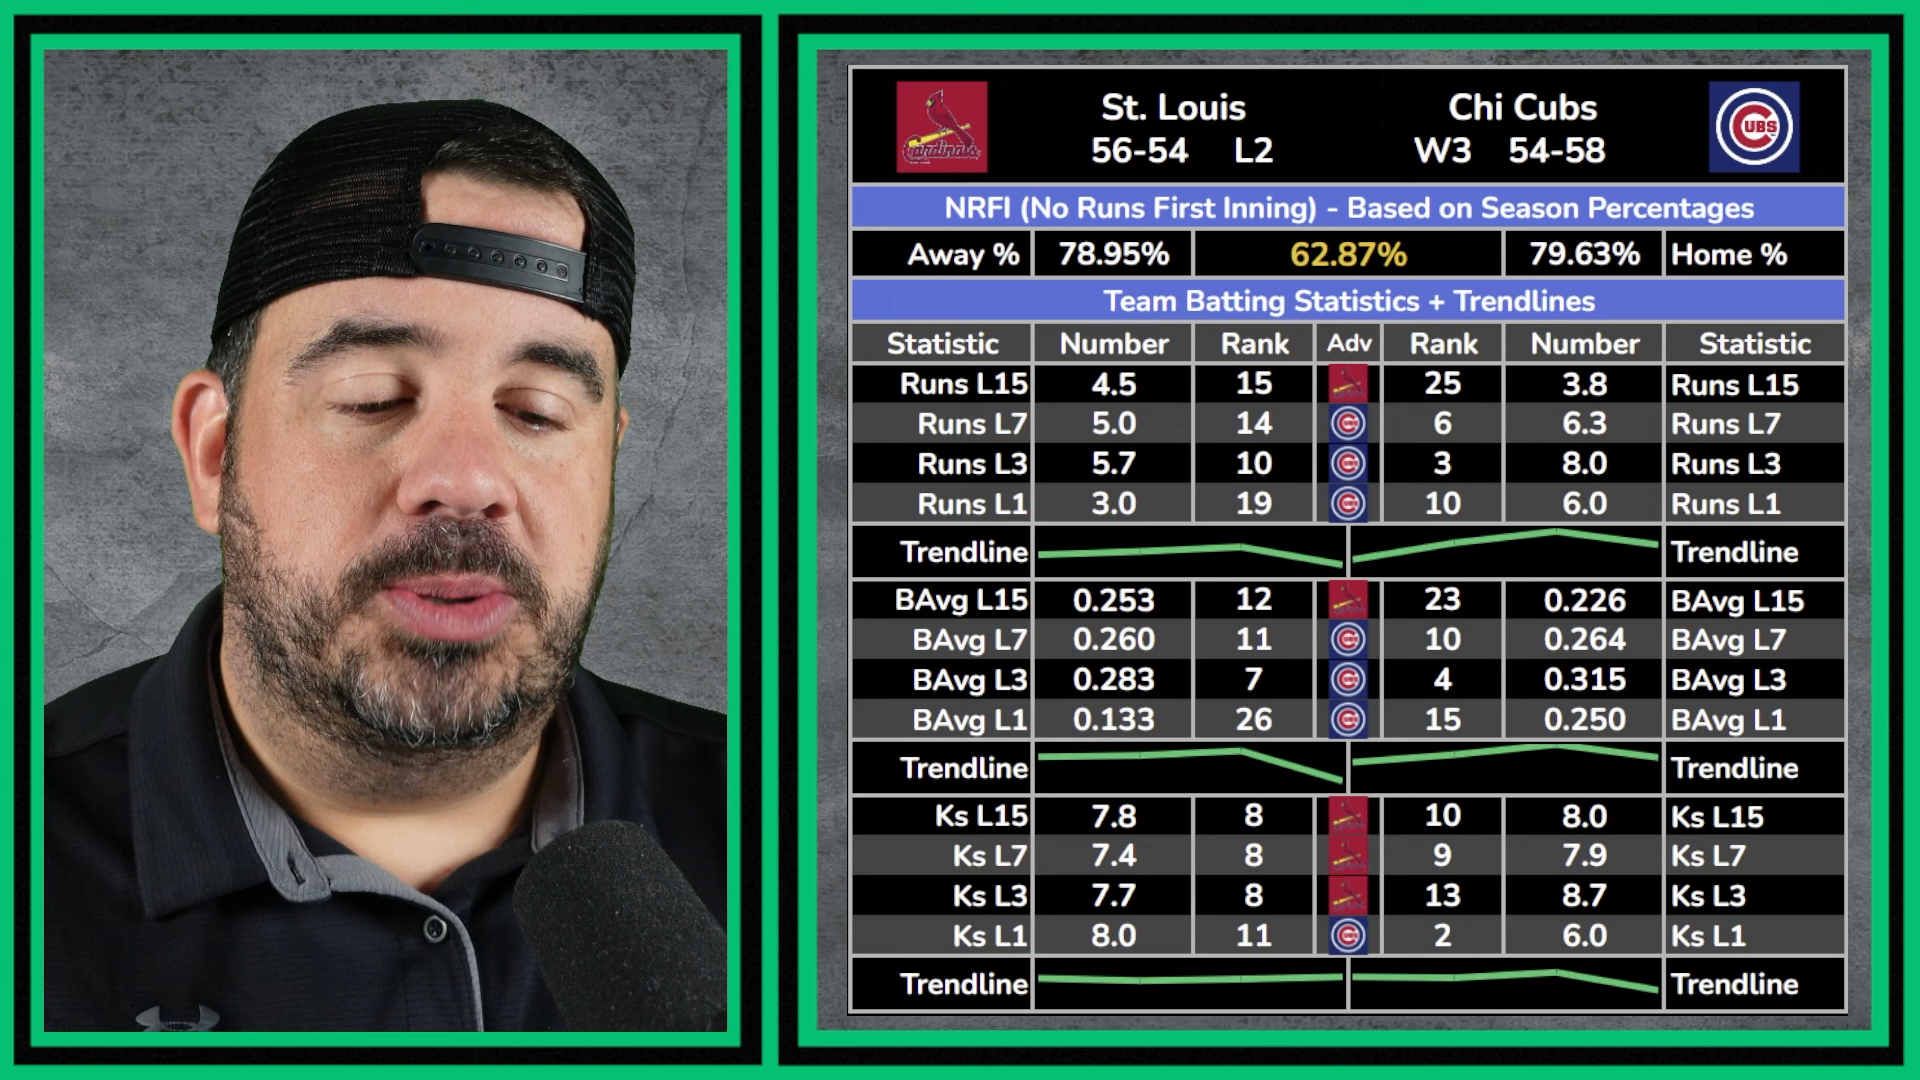 St. Louis Chi Cubs
56-54 L2 W3 54-58
Cardinals
CUBS
NRFI (No Runs First Inning) - Based on Season Percentages
Away % 78.95% 62.87% 79.63% Home %
Team Batting Statistics + Trendlines
Statistic Number Rank Adv Rank Number Statistic
Runs L15 4.5 15 25 3.8 Runs L15
Runs L7 5.0 14 6 6.3 Runs L7
Runs L3 5.7 10 3 8.0 Runs L3
Runs L1 3.0 19 10 6.0 Runs L1
Trendline Trendline
BAvg L15 0.253 12 23 0.226 BAvg L15
BAvg L7 0.260 11 10 0.264 BAvg L7
BAvg L3 0.283 7 4 0.315 BAvg L3
BAvg L1 0.133 26 15 0.250 BAvg L1
Trendline Trendline
Ks L15 7.8 8 10 8.0 Ks L15
Ks L7 7.4 8 9 7.9 Ks L7
Ks L3 7.7 8 13 8.7 Ks L3
Ks L1 8.0 11 2 6.0 Ks L1
Trendline Trendline